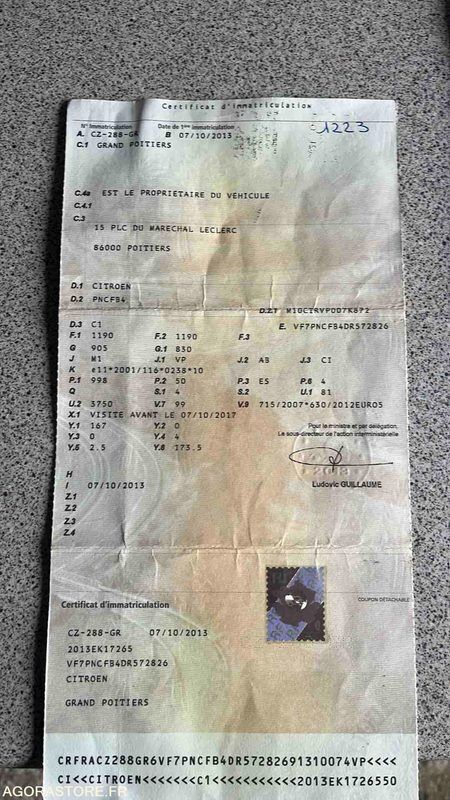 Certificat d'immatriculation
N° Immatriculation Date de 1ère immatriculation
A. CZ-288-GR B 07/10/2013 1223
C.1 GRAND POITIERS
C.4a EST LE PROPRIETAIRE DU VÉHICULE
C.4.1
C.3
15 PLC DU MARECHAL LECLERC
86000 POITIERS
D.1 CITROEN
D.2 PNCFB4 D.2.1 M10CTRVP007K872
D.3 C1 E. VF7PNCFB4DR572826
F.1 1190 F.2 1190 F.3
G 905 G.1 830
J M1 J.1 VP J.2 AB J.3 CI
K e11*2001/116*0238*10
P.1 998 P.2 50 P.3 ES P.6 4
Q S.1 4 S.2 U.1 81
U.2 3750 V.7 99 V.9 715/2007*630/2012EURO5
X.1 VISITE AVANT LE 07/10/2017
Y.1 167 Y.2 0
Y.3 0 Y.4 4
Y.5 2.5 Y.6 173.5
Pour le ministre et par délégation,
Le sous-directeur de l'action interministérielle
Ludovic GUILLAUME
H
I 07/10/2013
Z.1
Z.2
Z.3
Z.4
COUPON DÉTACHABLE
Certificat d'immatriculation
CZ-288-GR 07/10/2013
2013EK17265
VF7PNCFB4DR572826
CITROEN
GRAND POITIERS
CRFRACZ288GR6VF7PNCFB4DR57282691310074VP<<<<
CI<<CITROEN<<<<<<<C1<<<<<<<<<<<2013EK1726550
AGORASTORE.FR